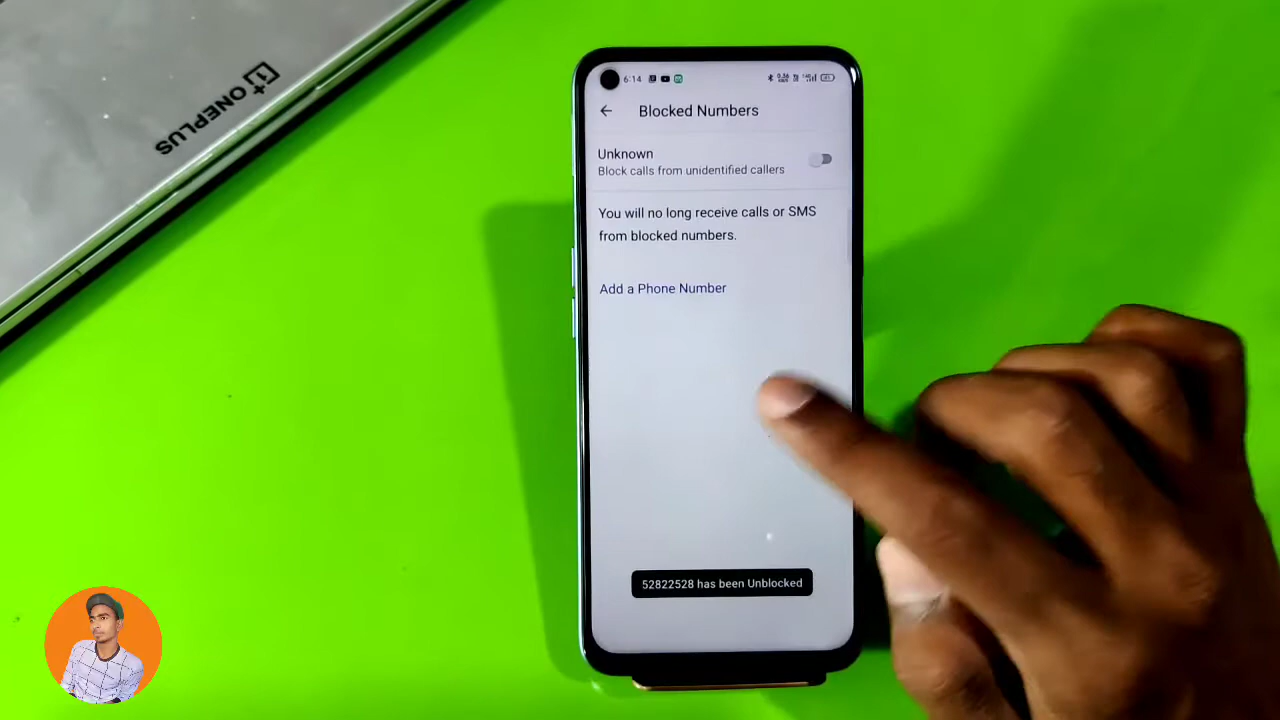 ONEPLUS
6:14
Blocked Numbers
Unknown
Block calls from unidentified callers
You will no long receive calls or SMS
from blocked numbers.
Add a Phone Number
52822528 has been Unblocked